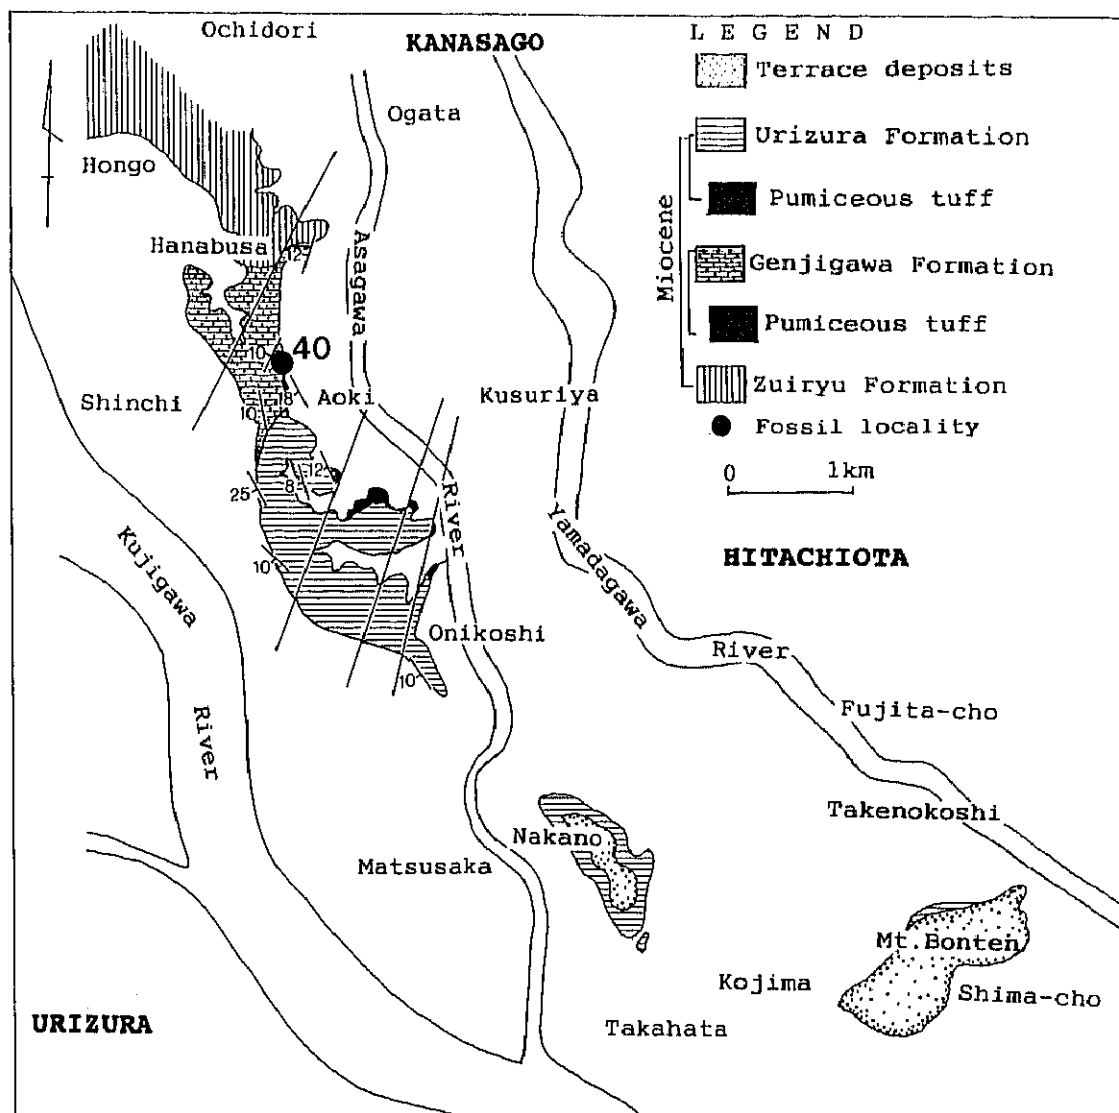 Ochidori
KANASAGO
Ogata
Hongo
Hanabusa
12
Asagawa
10
40
Shinchi
18
Aoki
Kusuriya
10
12
8
25
River
10
Kujigawa
Yamadagawa
HITACHIOTA
Onikoshi
10
River
River
Fujita-cho
Takenokoshi
Nakano
Matsusaka
Mt.Bonten
Kojima
Shima-cho
Takahata
URIZURA
LEGEND
Terrace deposits
Miocene
Urizura Formation
Pumiceous tuff
Genjigawa Formation
Pumiceous tuff
Zuiryu Formation
Fossil locality
0 1km